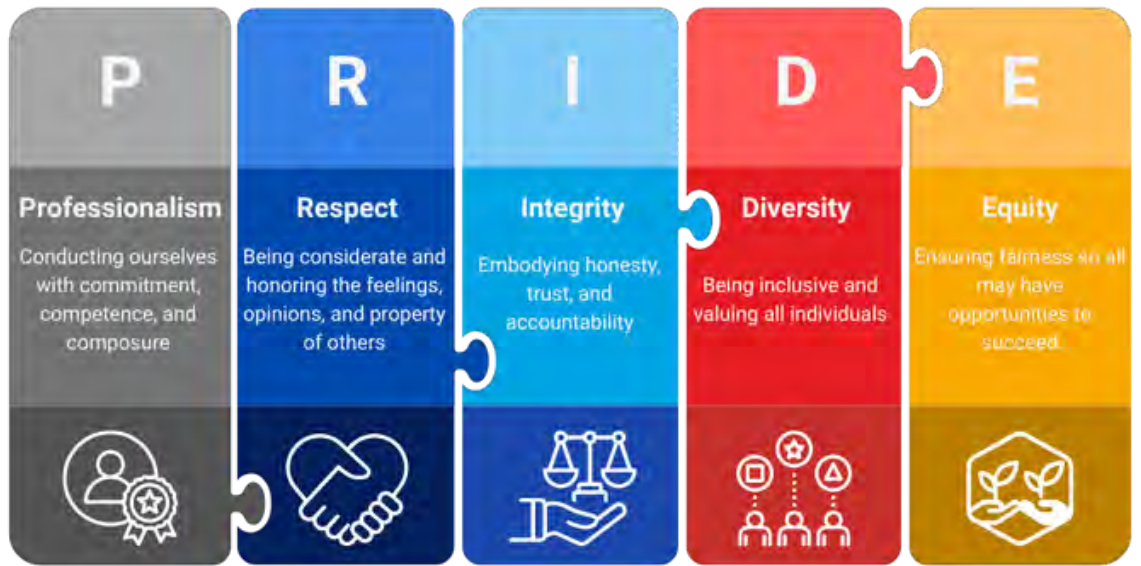 P
Professionalism
Conducting ourselves
with commitment,
competence, and
composure
R
Respect
Being considerate and
honoring the feelings,
opinions, and property
of others
I
Integrity
Embodying honesty,
trust, and
accountability
D
Diversity
Being inclusive and
valuing all individuals
E
Equity
Ensuring fairness so all
may have
opportunities to
succeed.